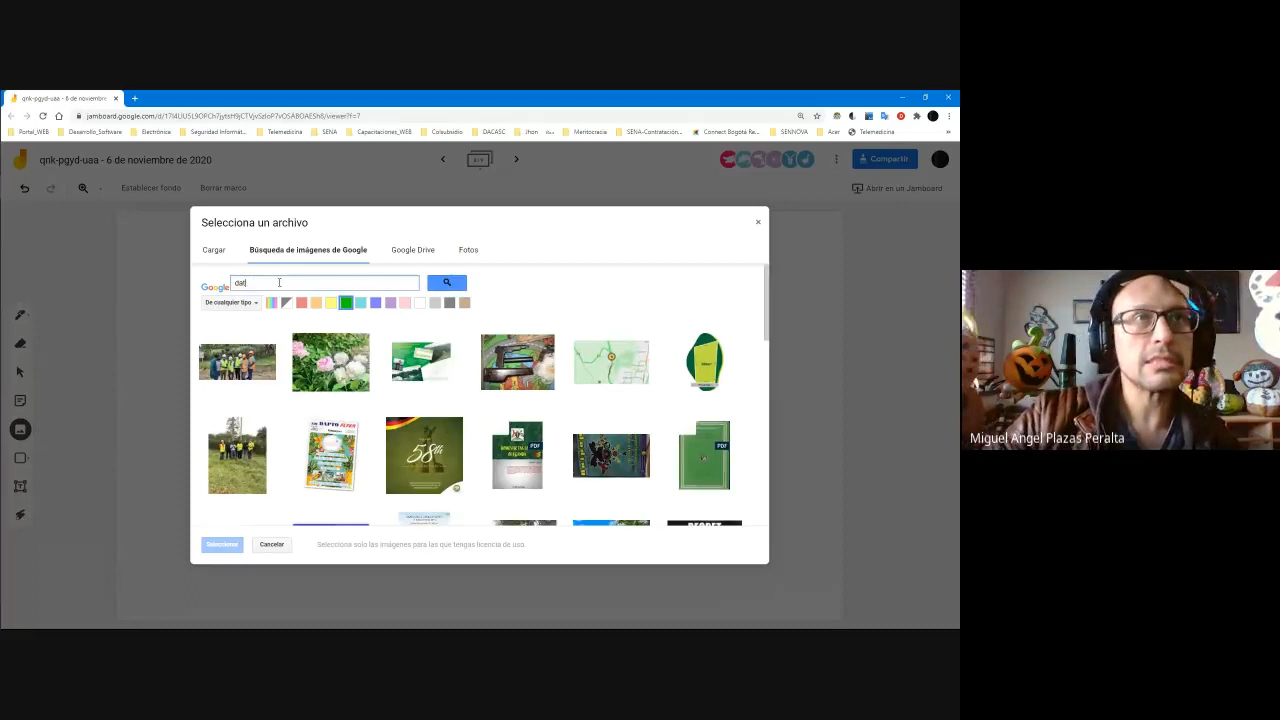 qnk-pgyd-uaa - 6 de noviembre
jamboard.google.com/d/17I4UU5L9OPCh7jytsH9jCTVjvSzIoP7vOSABOAE5h8/viewer?f=7
Portal_WEB Desarrollo_Software Electrónica Seguridad Informát... Telemedicina SENA Capacitaciónes_WEB Colsubsidio DACASC Jhon Meritocracia SENA-Contratación... Connect Bogotá Re... SENNOVA Acer Telemedicina
qnk-pgyd-uaa - 6 de noviembre de 2020
Compartir
Establecer fondo Borrar marco Abrir en un Jamboard
Selecciona un archivo
Cargar Búsqueda de imágenes de Google Google Drive Fotos
Google dat
De cualquier tipo
58th
PDF
PDF
Seleccionar Cancelar Selecciona solo las imágenes para las que tengas licencia de uso.
Miguel Angel Plazas Peralta